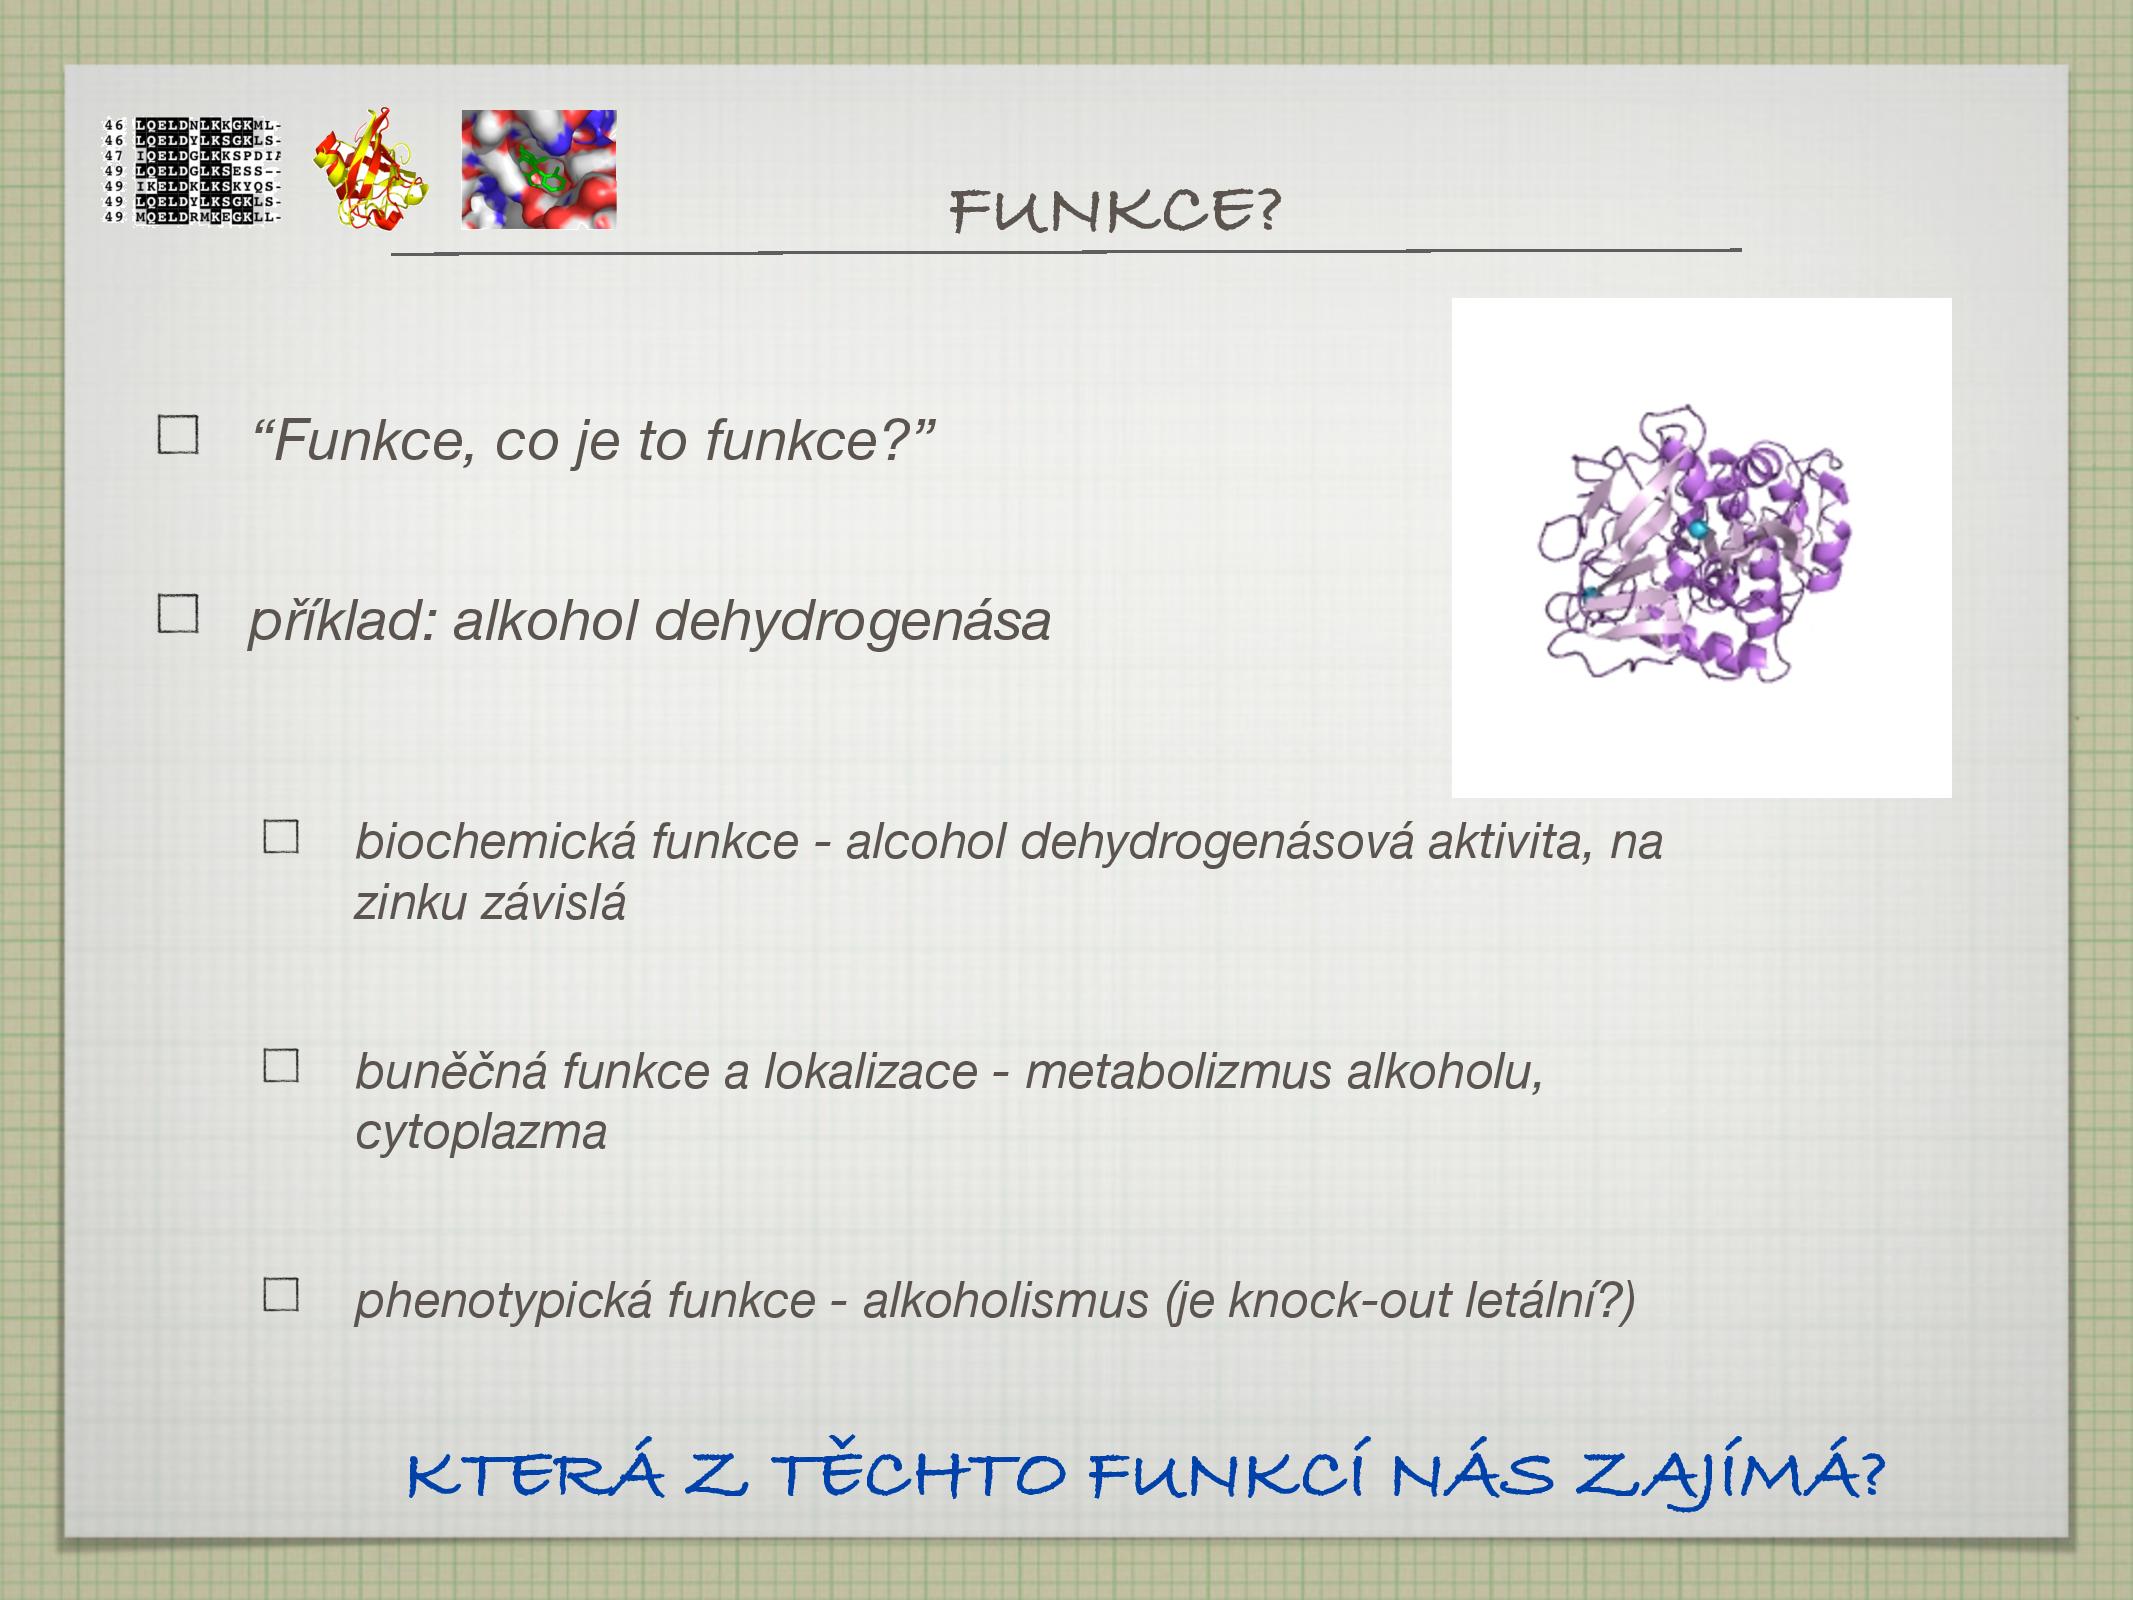 46 LQELDNLKKGKML-
46 LQELDYLKSGKLS-
47 IQELDGLKKSPDIA
49 LQELDGLKSESS--
49 IKELDKLKSKYQS-
49 LQELDYLKSGKLS-
49 MQELDRMKEGKLL-
FUNKCE?
“Funkce, co je to funkce?”
příklad: alkohol dehydrogenása
biochemická funkce - alcohol dehydrogenásová aktivita, na
zinku závislá
buněčná funkce a lokalizace - metabolizmus alkoholu,
cytoplazma
phenotypická funkce - alkoholismus (je knock-out letální?)
KTERÁ Z TĚCHTO FUNKCÍ NÁS ZAJÍMÁ?